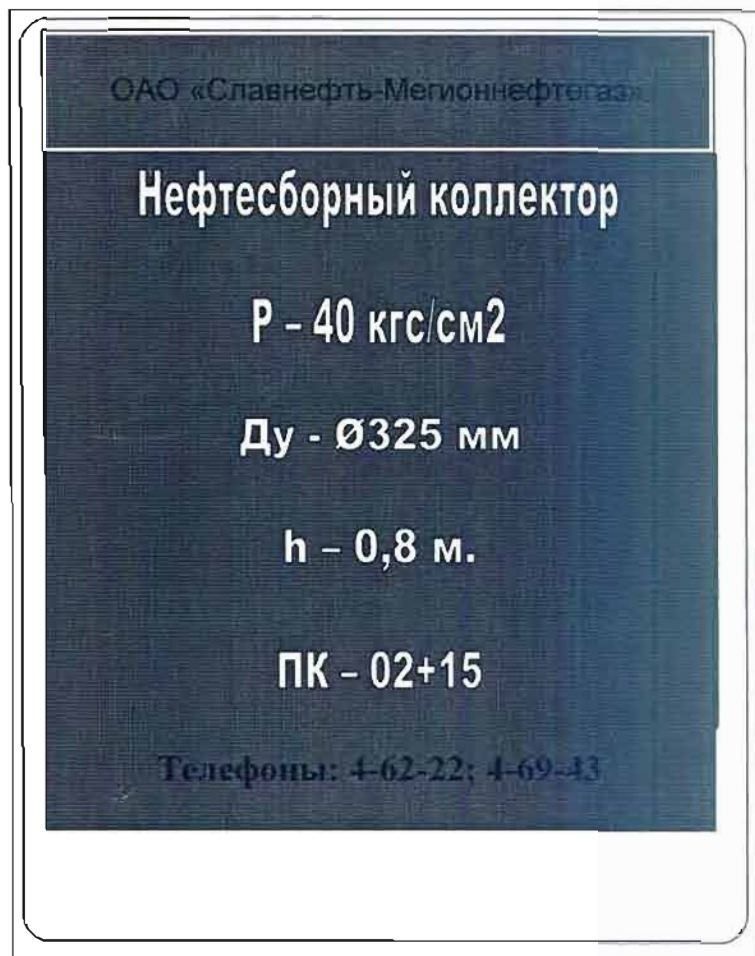 ОАО «Славнефть-Мегионнефтегаз»
Нефтесборный коллектор
Р – 40 кгс/см2
Ду - Ø325 мм
h – 0,8 м.
ПК – 02+15
Телефоны: 4-62-22; 4-69-43